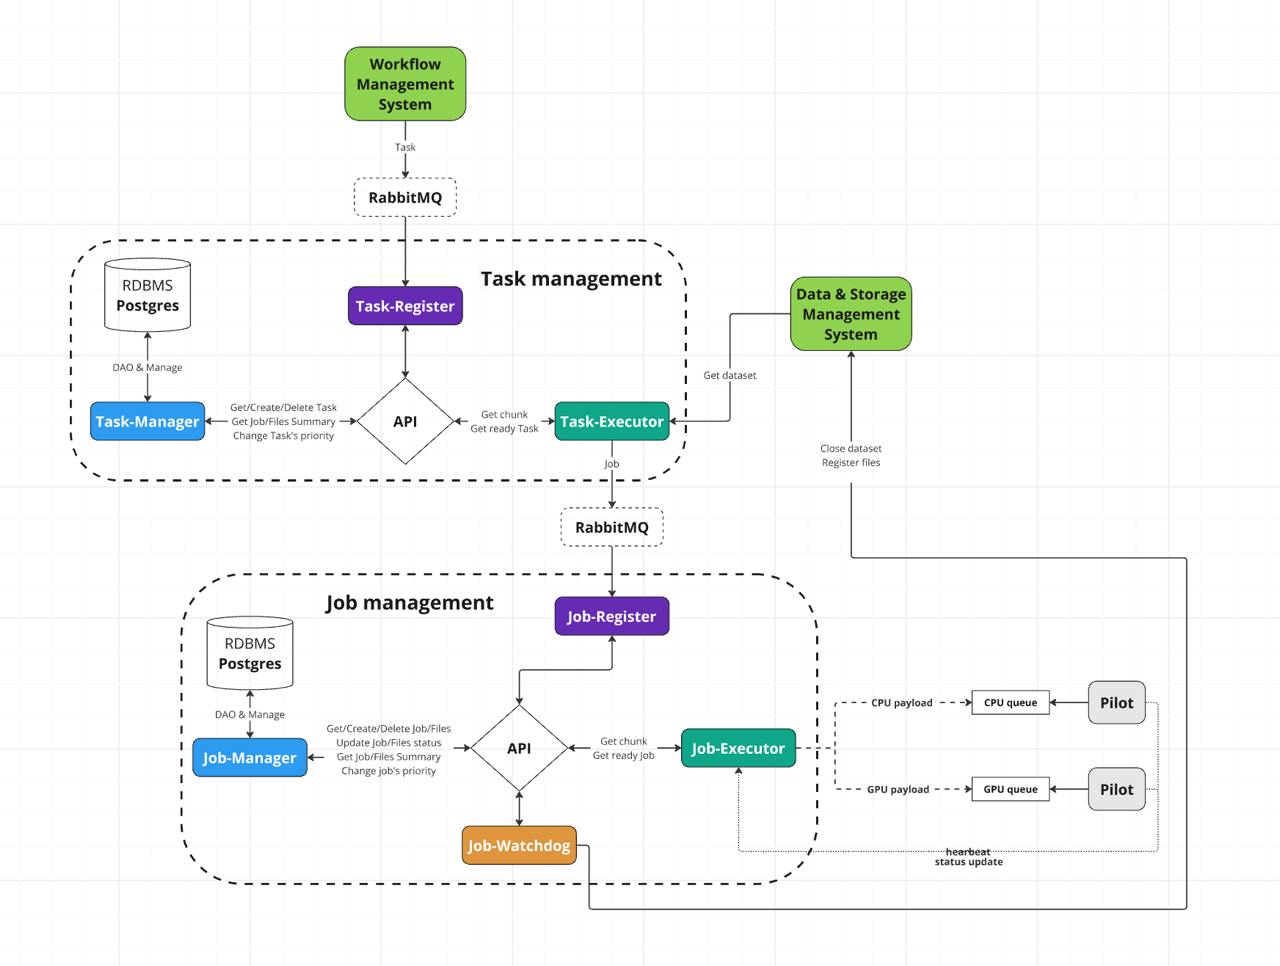 Workflow
Management
System
Task
RabbitMQ
Task management
RDBMS
Postgres
Task-Register
Data & Storage
Management
System
DAO & Manage
Get dataset
Task-Manager
Get/Create/Delete Task
Get Job/Files Summary
Change Task's priority
API
Get chunk
Get ready Task
Task-Executor
Close dataset
Register files
Job
RabbitMQ
Job management
Job-Register
RDBMS
Postgres
DAO & Manage
Job-Manager
Get/Create/Delete Job/Files
Update Job/Files status
Get Job/Files Summary
Change job's priority
API
Get chunk
Get ready Job
Job-Executor
CPU payload
CPU queue
Pilot
GPU payload
GPU queue
Pilot
Job-Watchdog
hearbeat
status update